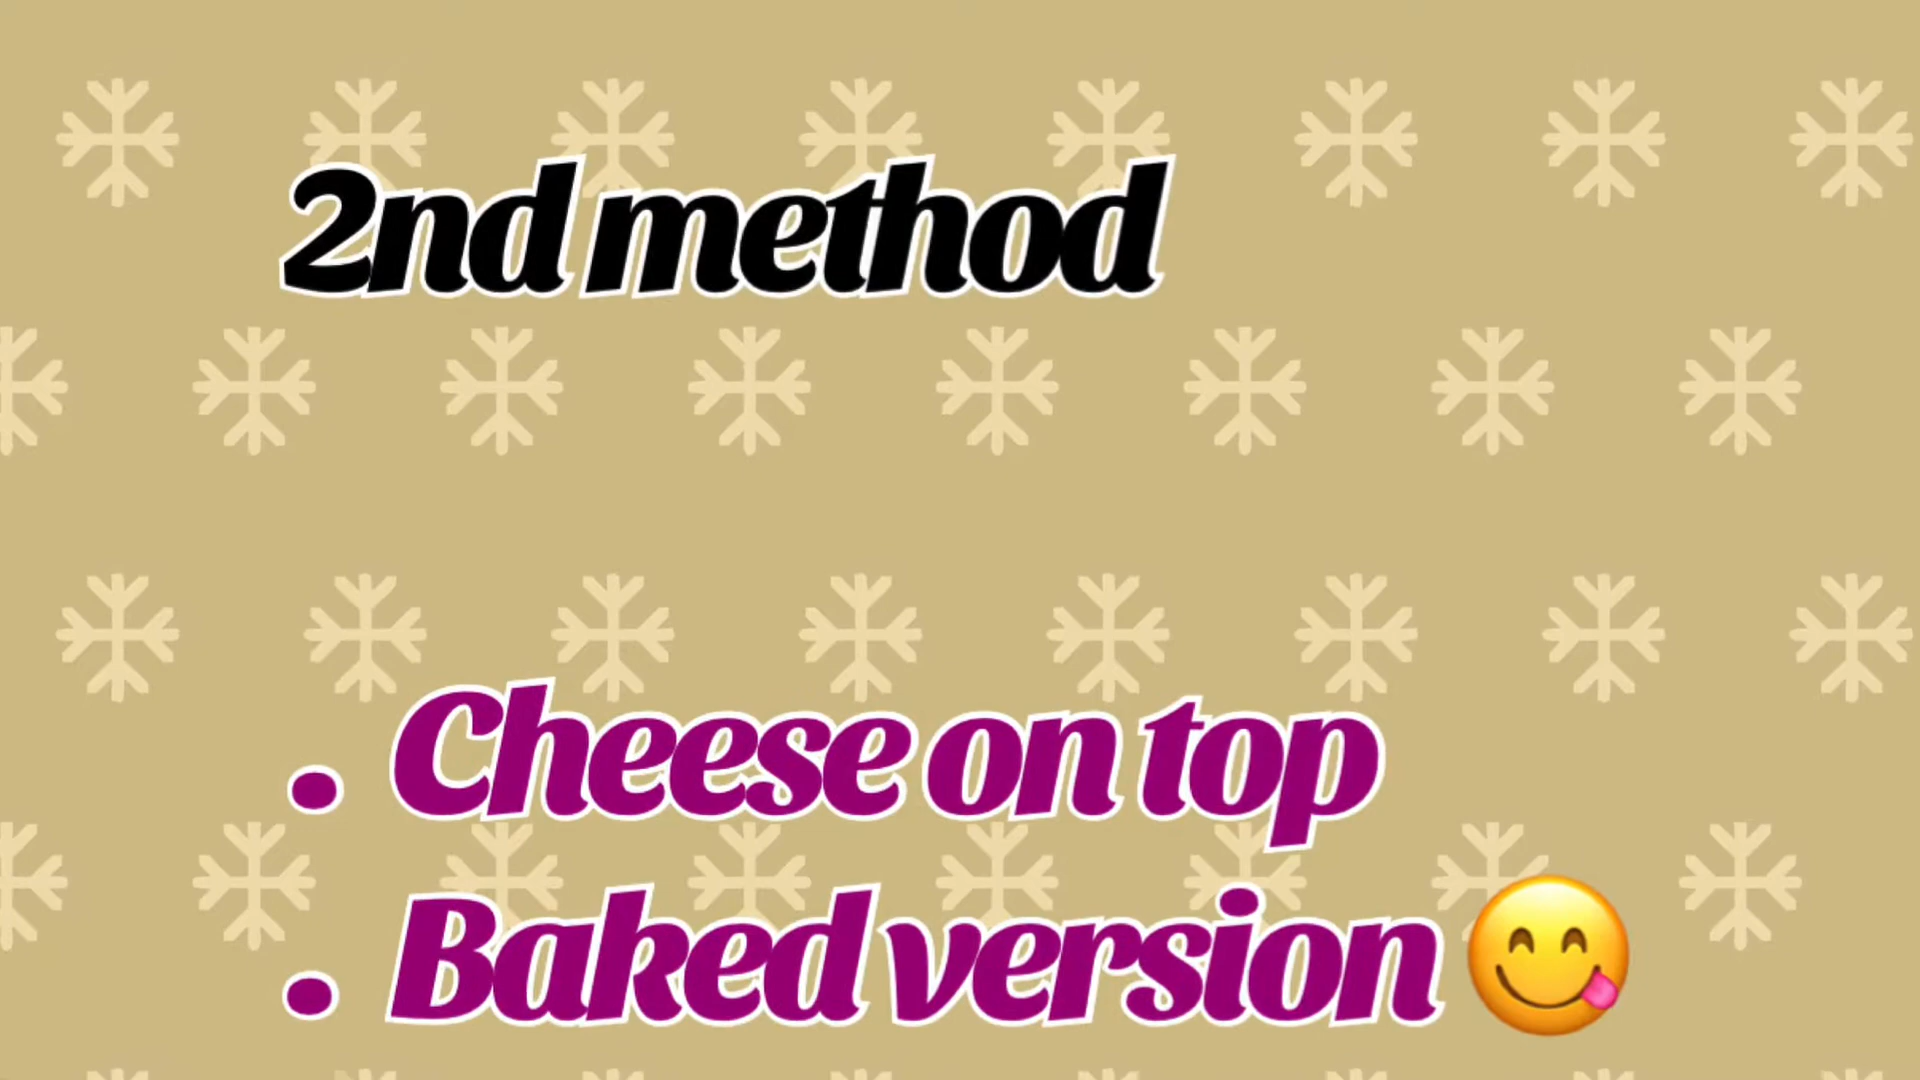 2nd method
. Cheese on top
. Baked version 😋